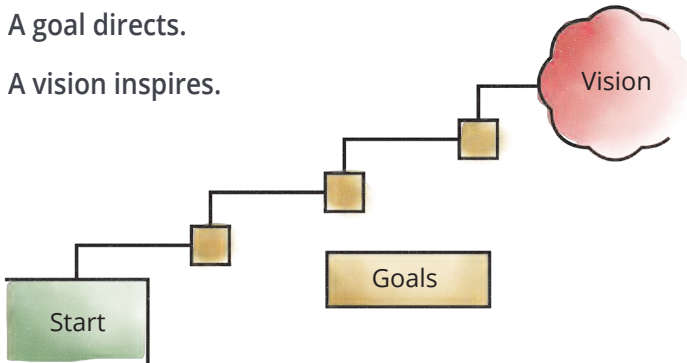 A goal directs.
A vision inspires.
Vision
Goals
Start